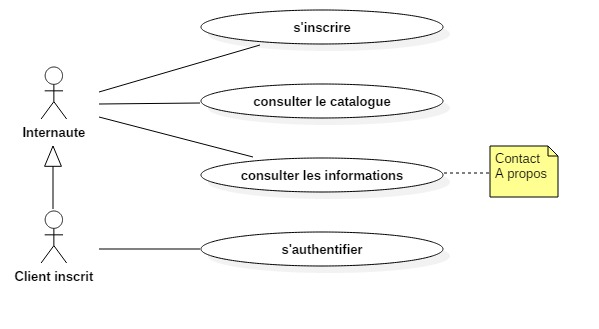 s'inscrire
consulter le catalogue
Internaute
Contact
A propos
consulter les informations
s'authentifier
Client inscrit